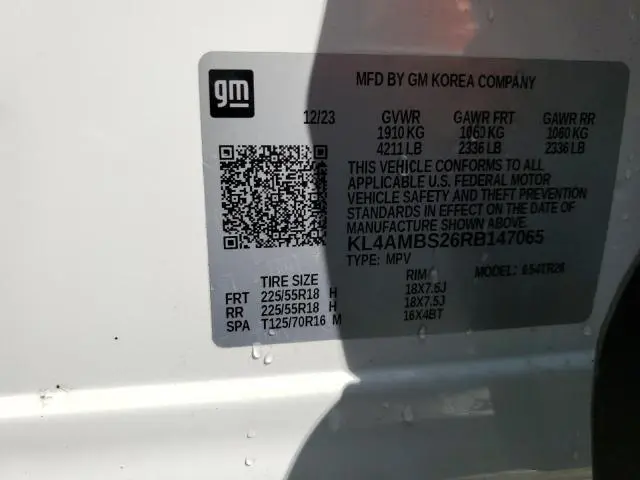 gm
MFD BY GM KOREA COMPANY
12/23 GVWR GAWR FRT GAWR RR
1910 KG 1060 KG 1060 KG
4211 LB 2336 LB 2336 LB
THIS VEHICLE CONFORMS TO ALL
APPLICABLE U.S. FEDERAL MOTOR
VEHICLE SAFETY AND THEFT PREVENTION
STANDARDS IN EFFECT ON THE DATE
OF MANUFACTURE SHOWN ABOVE.
KL4AMBS26RB147065
TYPE: MPV
TIRE SIZE RIM MODEL:
FRT 225/55R18 H 18X7.5J
RR 225/55R18 H 18X7.5J
SPA T125/70R16 M 16X4BT